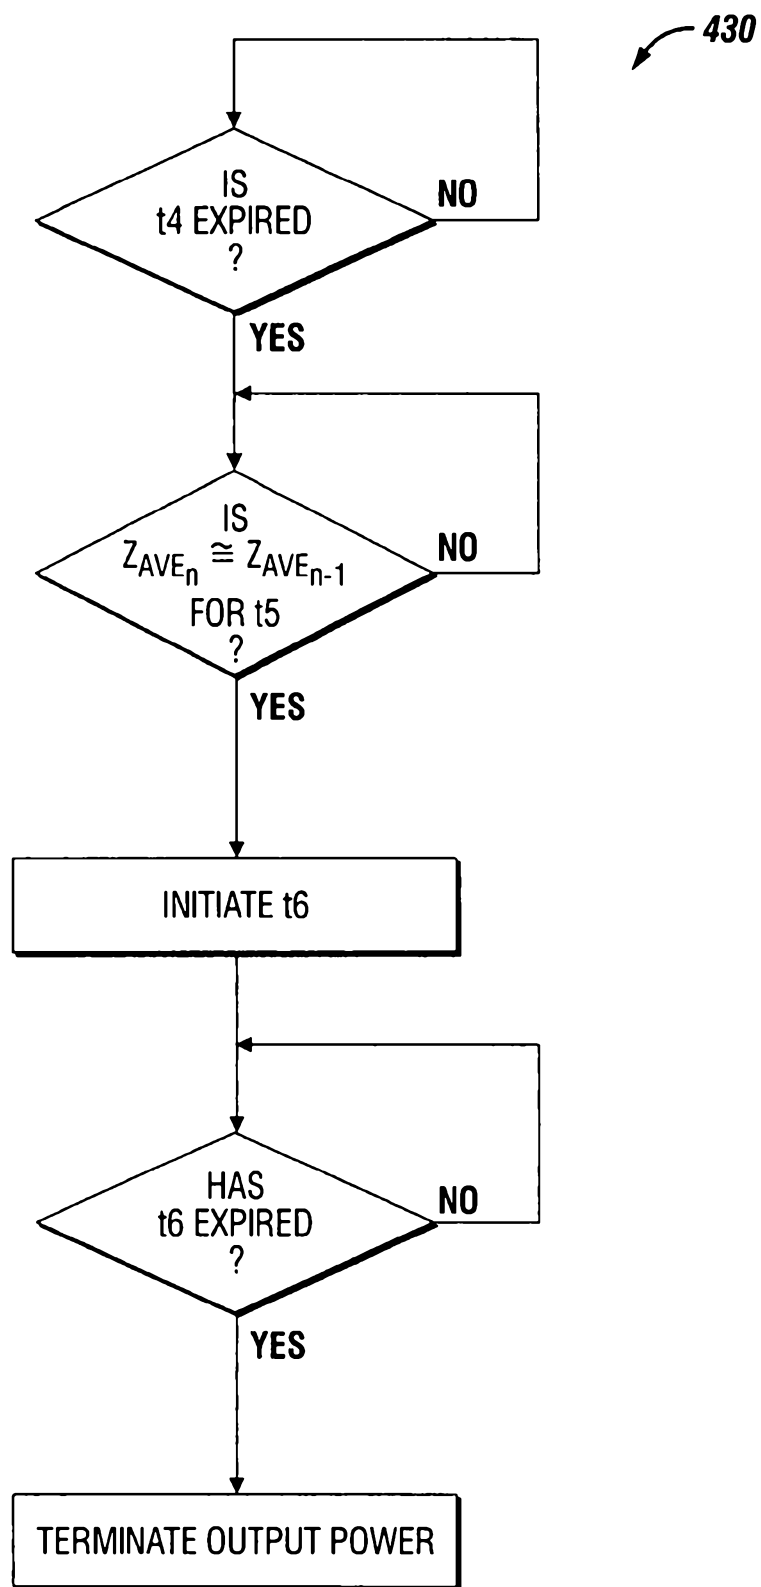 430
IS
t4 EXPIRED
?
NO
YES
IS
Z_AVE_n ≅ Z_AVE_n-1
FOR t5
?
NO
YES
INITIATE t6
HAS
t6 EXPIRED
?
NO
YES
TERMINATE OUTPUT POWER